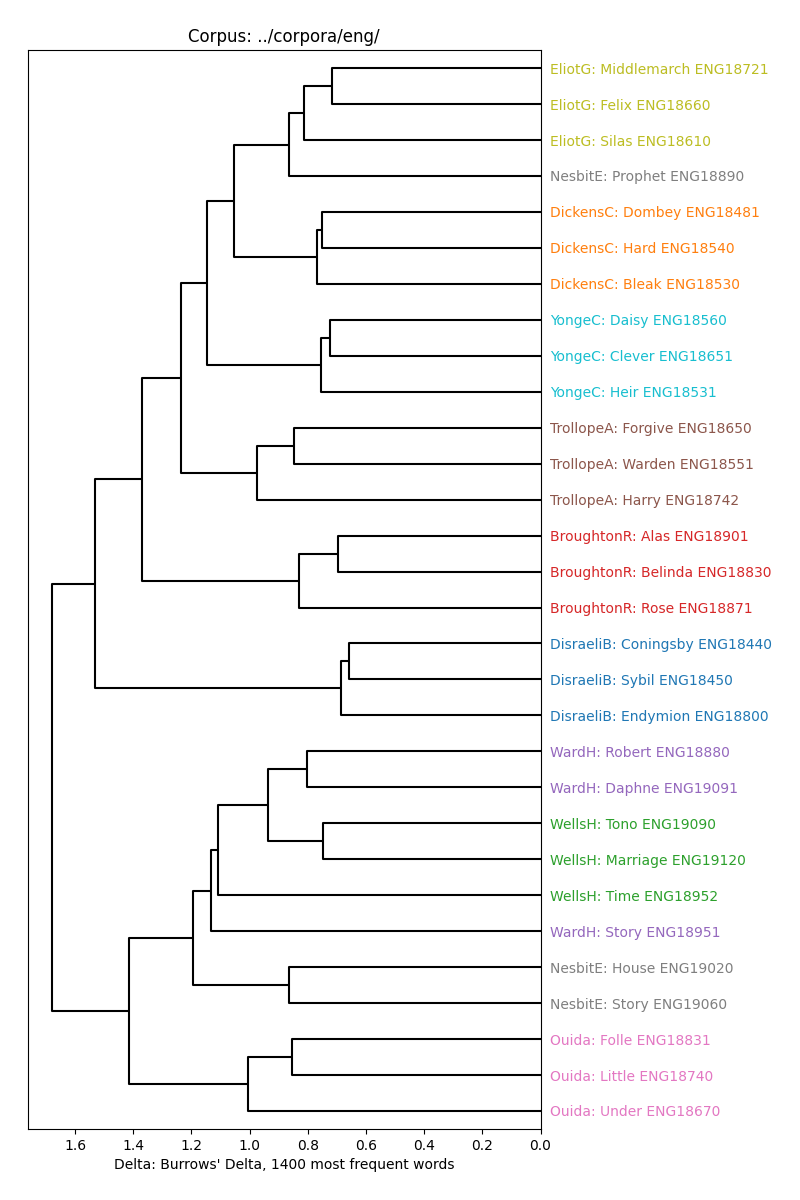 Corpus: ../corpora/eng/
EliotG: Middlemarch ENG18721
EliotG: Felix ENG18660
EliotG: Silas ENG18610
NesbitE: Prophet ENG18890
DickensC: Dombey ENG18481
DickensC: Hard ENG18540
DickensC: Bleak ENG18530
YongeC: Daisy ENG18560
YongeC: Clever ENG18651
YongeC: Heir ENG18531
TrollopeA: Forgive ENG18650
TrollopeA: Warden ENG18551
TrollopeA: Harry ENG18742
BroughtonR: Alas ENG18901
BroughtonR: Belinda ENG18830
BroughtonR: Rose ENG18871
DisraeliB: Coningsby ENG18440
DisraeliB: Sybil ENG18450
DisraeliB: Endymion ENG18800
WardH: Robert ENG18880
WardH: Daphne ENG19091
WellsH: Tono ENG19090
WellsH: Marriage ENG19120
WellsH: Time ENG18952
WardH: Story ENG18951
NesbitE: House ENG19020
NesbitE: Story ENG19060
Ouida: Folle ENG18831
Ouida: Little ENG18740
Ouida: Under ENG18670
1.6 1.4 1.2 1.0 0.8 0.6 0.4 0.2 0.0
Delta: Burrows' Delta, 1400 most frequent words